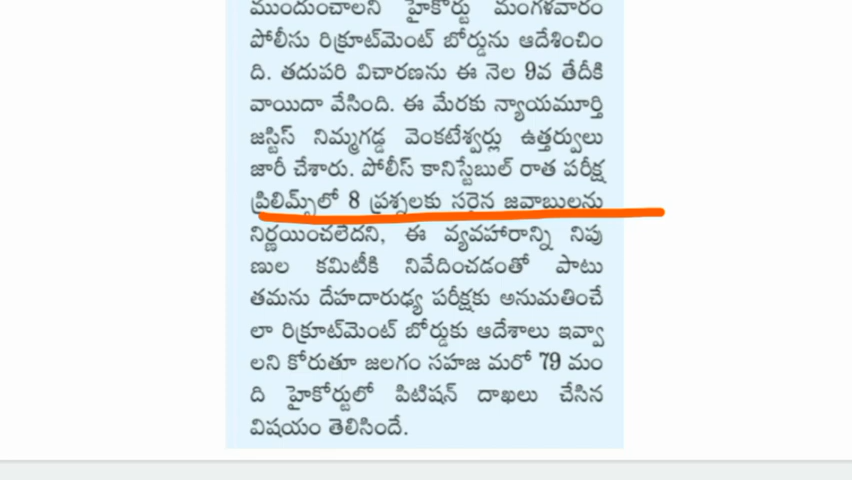 ముందుంచాలని హైకోర్టు మంగళవారం
పోలీసు రిక్రూట్‌మెంట్ బోర్డును ఆదేశించిం
ది. తదుపరి విచారణను ఈ నెల 9వ తేదీకి
వాయిదా వేసింది. ఈ మేరకు న్యాయమూర్తి
జస్టిస్ నిమ్మగడ్డ వెంకటేశ్వర్లు ఉత్తర్వులు
జారీ చేశారు. పోలీస్ కానిస్టేబుల్ రాత పరీక్ష
ప్రిలిమ్స్‌లో 8 ప్రశ్నలకు సరైన జవాబులను
నిర్ణయించలేదని, ఈ వ్యవహారాన్ని నిపు
ణుల కమిటీకి నివేదించడంతో పాటు
తమను దేహదారుఢ్య పరీక్షకు అనుమతించే
లా రిక్రూట్‌మెంట్ బోర్డుకు ఆదేశాలు ఇవ్వా
లని కోరుతూ జలగం సహజ మరో 79 మం
ది హైకోర్టులో పిటిషన్ దాఖలు చేసిన
విషయం తెలిసిందే.